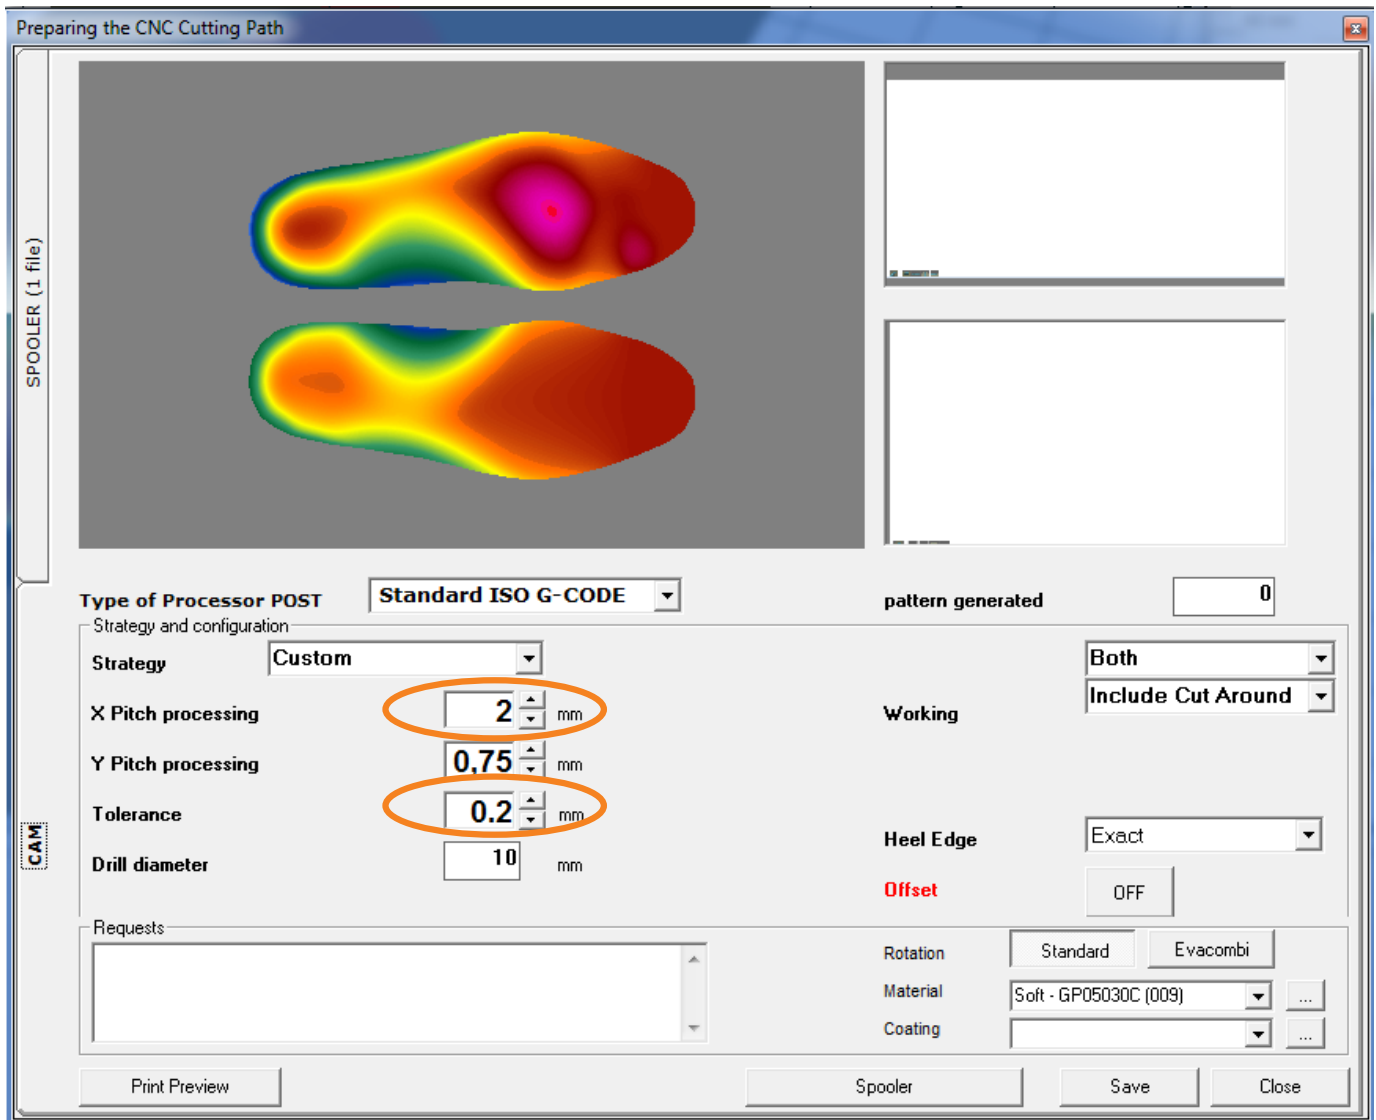 Preparing the CNC Cutting Path
SPOOLER (1 file)
CAM
Type of Processor POST
Standard ISO G-CODE
pattern generated
0
Strategy and configuration
Strategy
Custom
Both
Include Cut Around
X Pitch processing
2
mm
Working
Y Pitch processing
0,75
mm
Tolerance
0.2
mm
Heel Edge
Exact
Drill diameter
10
mm
Offset
OFF
Requests
Rotation
Standard
Evacombi
Material
Soft - GP05030C (009)
...
Coating
...
Print Preview
Spooler
Save
Close